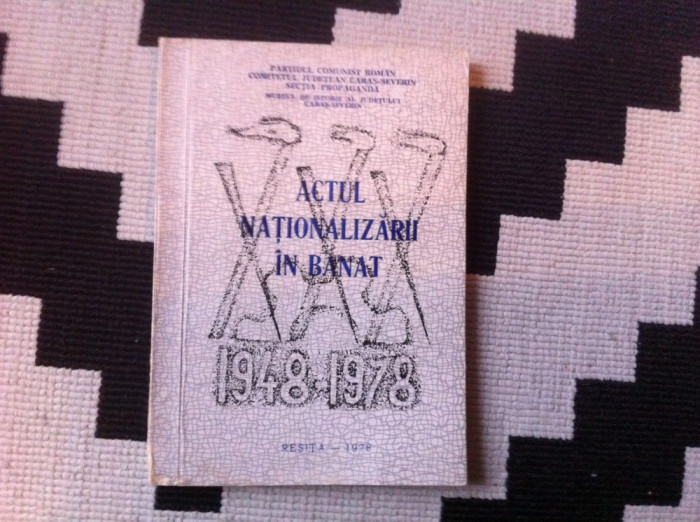 PARTIDUL COMUNIST ROMÂN
COMITETUL JUDEȚEAN CARAȘ-SEVERIN
SECȚIA PROPAGANDĂ
MUZEUL DE ISTORIE AL JUDEȚULUI
CARAȘ-SEVERIN
ACTUL
NAȚIONALIZĂRII
ÎN BANAT
1948-1978
REȘIȚA — 1978